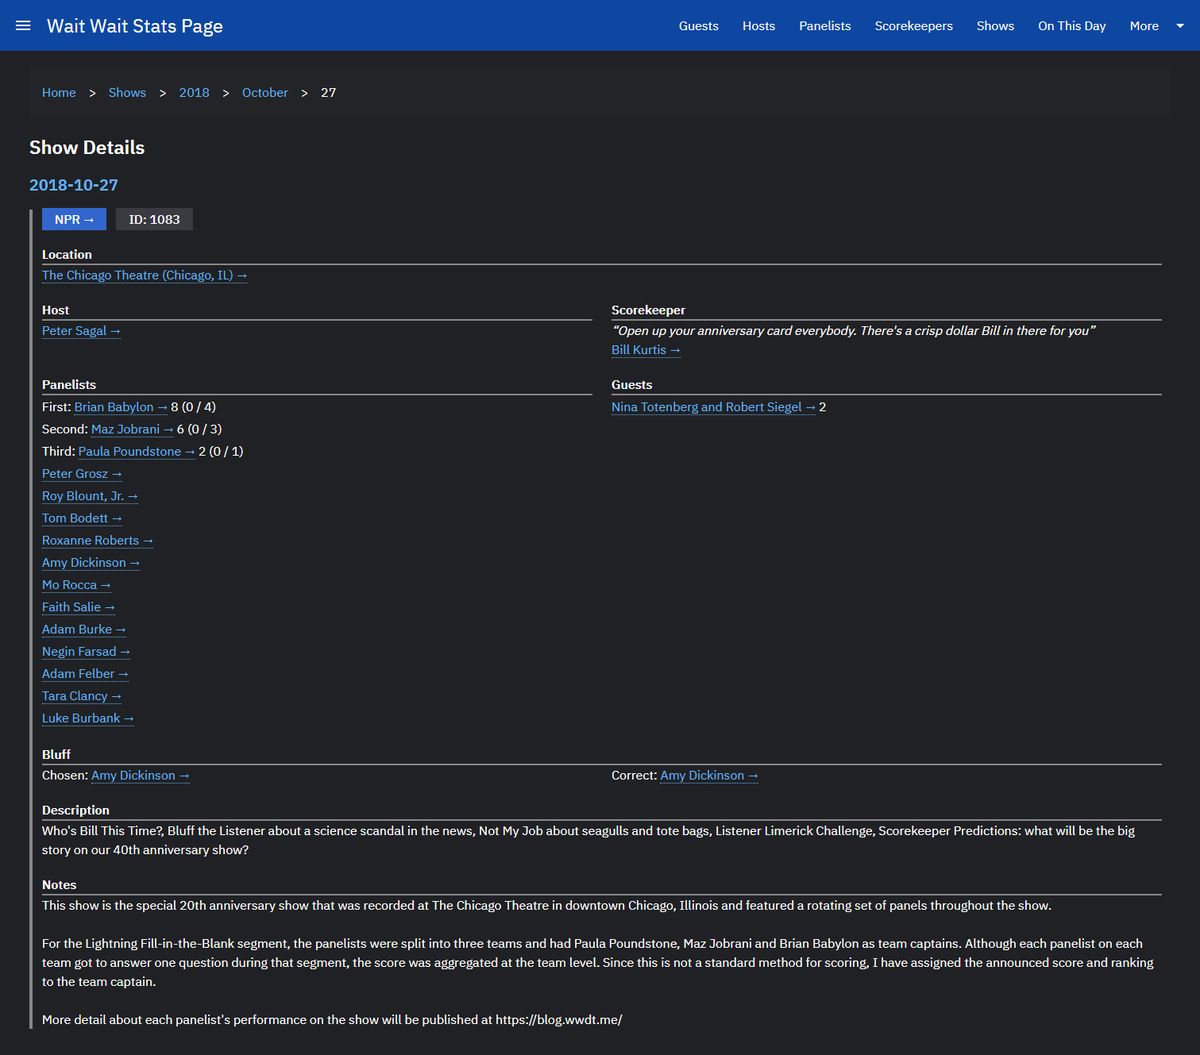 Wait Wait Stats Page
Guests Hosts Panelists Scorekeepers Shows On This Day More
Home > Shows > 2018 > October > 27
Show Details
2018-10-27
NPR → ID: 1083
Location
The Chicago Theatre (Chicago, IL) →
Host
Peter Sagal →
Scorekeeper
“Open up your anniversary card everybody. There's a crisp dollar Bill in there for you”
Bill Kurtis →
Panelists
First: Brian Babylon → 8 (0 / 4)
Second: Maz Jobrani → 6 (0 / 3)
Third: Paula Poundstone → 2 (0 / 1)
Peter Grosz →
Roy Blount, Jr. →
Tom Bodett →
Roxanne Roberts →
Amy Dickinson →
Mo Rocca →
Faith Salie →
Adam Burke →
Negin Farsad →
Adam Felber →
Tara Clancy →
Luke Burbank →
Guests
Nina Totenberg and Robert Siegel → 2
Bluff
Chosen: Amy Dickinson →
Correct: Amy Dickinson →
Description
Who's Bill This Time?, Bluff the Listener about a science scandal in the news, Not My Job about seagulls and tote bags, Listener Limerick Challenge, Scorekeeper Predictions: what will be the big
story on our 40th anniversary show?
Notes
This show is the special 20th anniversary show that was recorded at The Chicago Theatre in downtown Chicago, Illinois and featured a rotating set of panels throughout the show.
For the Lightning Fill-in-the-Blank segment, the panelists were split into three teams and had Paula Poundstone, Maz Jobrani and Brian Babylon as team captains. Although each panelist on each
team got to answer one question during that segment, the score was aggregated at the team level. Since this is not a standard method for scoring, I have assigned the announced score and ranking
to the team captain.
More detail about each panelist's performance on the show will be published at https://blog.wwdt.me/